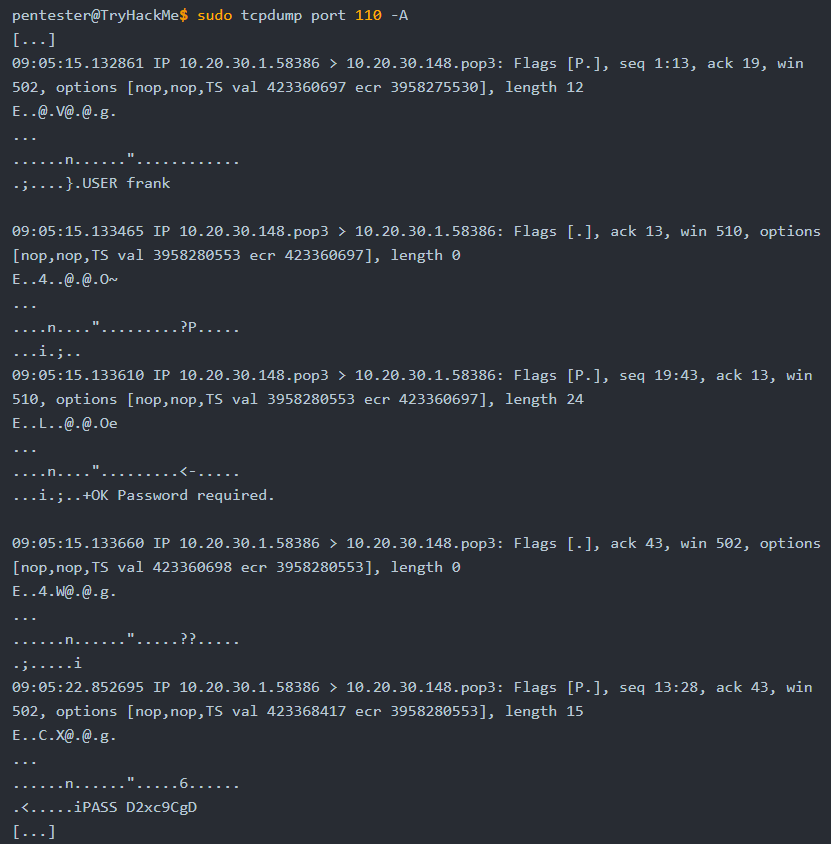 pentester@TryHackMe$ sudo tcpdump port 110 -A
[...]
09:05:15.132861 IP 10.20.30.1.58386 > 10.20.30.148.pop3: Flags [P.], seq 1:13, ack 19, win
502, options [nop,nop,TS val 423360697 ecr 3958275530], length 12
E..@.V@.@.g.
...
......n......"............
.;....}.USER frank

09:05:15.133465 IP 10.20.30.148.pop3 > 10.20.30.1.58386: Flags [.], ack 13, win 510, options
[nop,nop,TS val 3958280553 ecr 423360697], length 0
E..4..@.@.O~
...
....n....".........?P.....
...i.;..
09:05:15.133610 IP 10.20.30.148.pop3 > 10.20.30.1.58386: Flags [P.], seq 19:43, ack 13, win
510, options [nop,nop,TS val 3958280553 ecr 423360697], length 24
E..L..@.@.Oe
...
....n....".........<-.....
...i.;..+OK Password required.

09:05:15.133660 IP 10.20.30.1.58386 > 10.20.30.148.pop3: Flags [.], ack 43, win 502, options
[nop,nop,TS val 423360698 ecr 3958280553], length 0
E..4.W@.@.g.
...
......n......".....??.....
.;.....i
09:05:22.852695 IP 10.20.30.1.58386 > 10.20.30.148.pop3: Flags [P.], seq 13:28, ack 43, win
502, options [nop,nop,TS val 423368417 ecr 3958280553], length 15
E..C.X@.@.g.
...
......n......".....6......
.<.....iPASS D2xc9CgD
[...]